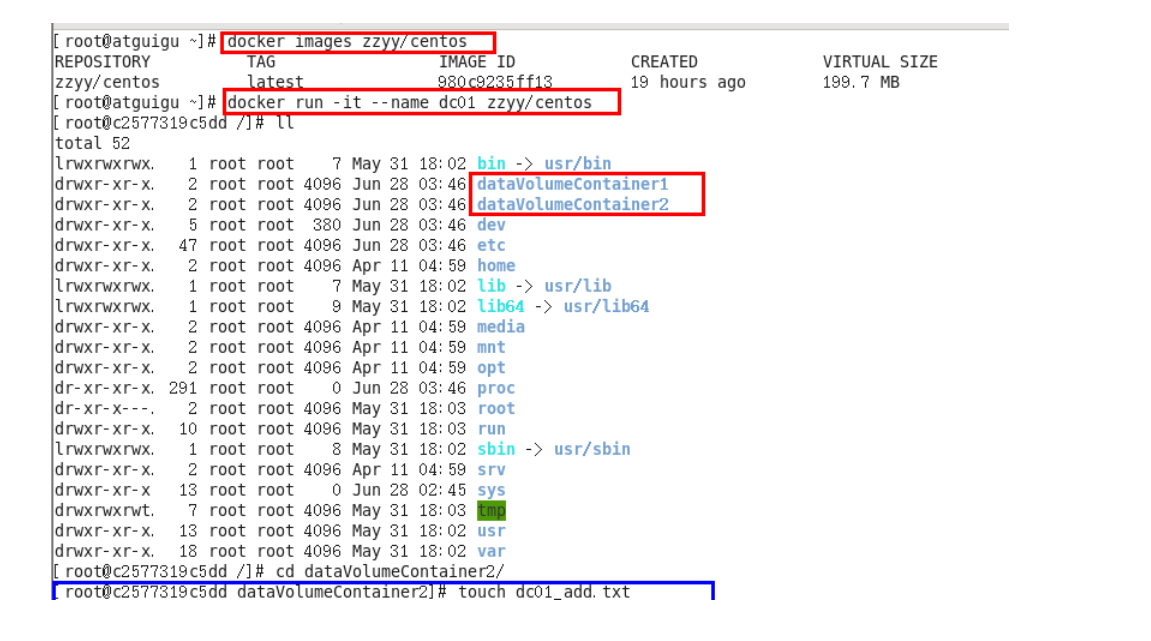 [root@atguigu ~]# docker images zzyy/centos
REPOSITORY TAG IMAGE ID CREATED VIRTUAL SIZE
zzyy/centos latest 980c9235ff13 19 hours ago 199.7 MB
[root@atguigu ~]# docker run -it --name dc01 zzyy/centos
[root@c2577319c5dd /]# ll
total 52
lrwxrwxrwx. 1 root root 7 May 31 18:02 bin -> usr/bin
drwxr-xr-x. 2 root root 4096 Jun 28 03:46 dataVolumeContainer1
drwxr-xr-x. 2 root root 4096 Jun 28 03:46 dataVolumeContainer2
drwxr-xr-x. 5 root root 380 Jun 28 03:46 dev
drwxr-xr-x. 47 root root 4096 Jun 28 03:46 etc
drwxr-xr-x. 2 root root 4096 Apr 11 04:59 home
lrwxrwxrwx. 1 root root 7 May 31 18:02 lib -> usr/lib
lrwxrwxrwx. 1 root root 9 May 31 18:02 lib64 -> usr/lib64
drwxr-xr-x. 2 root root 4096 Apr 11 04:59 media
drwxr-xr-x. 2 root root 4096 Apr 11 04:59 mnt
drwxr-xr-x. 2 root root 4096 Apr 11 04:59 opt
dr-xr-xr-x. 291 root root 0 Jun 28 03:46 proc
dr-xr-x---. 2 root root 4096 May 31 18:03 root
drwxr-xr-x. 10 root root 4096 May 31 18:03 run
lrwxrwxrwx. 1 root root 8 May 31 18:02 sbin -> usr/sbin
drwxr-xr-x. 2 root root 4096 Apr 11 04:59 srv
drwxr-xr-x 13 root root 0 Jun 28 02:45 sys
drwxrwxrwt. 7 root root 4096 May 31 18:03 tmp
drwxr-xr-x. 13 root root 4096 May 31 18:02 usr
drwxr-xr-x. 18 root root 4096 May 31 18:02 var
[root@c2577319c5dd /]# cd dataVolumeContainer2/
[root@c2577319c5dd dataVolumeContainer2]# touch dc01_add.txt